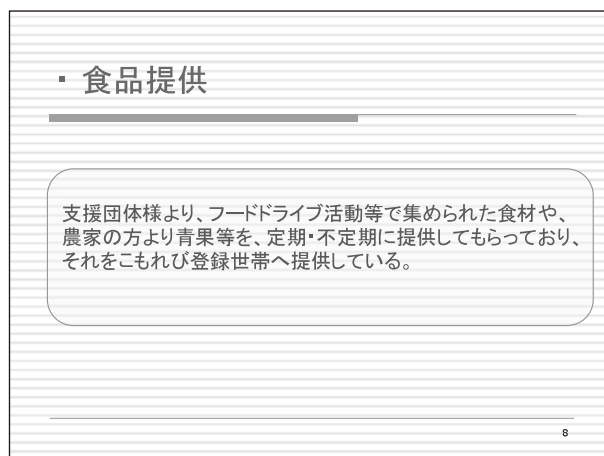 ▪ 食品提供
支援団体様より、フードドライブ活動等で集められた食材や、
農家の方より青果等を、定期･不定期に提供してもらっており、
それをこもれび登録世帯へ提供している。
8